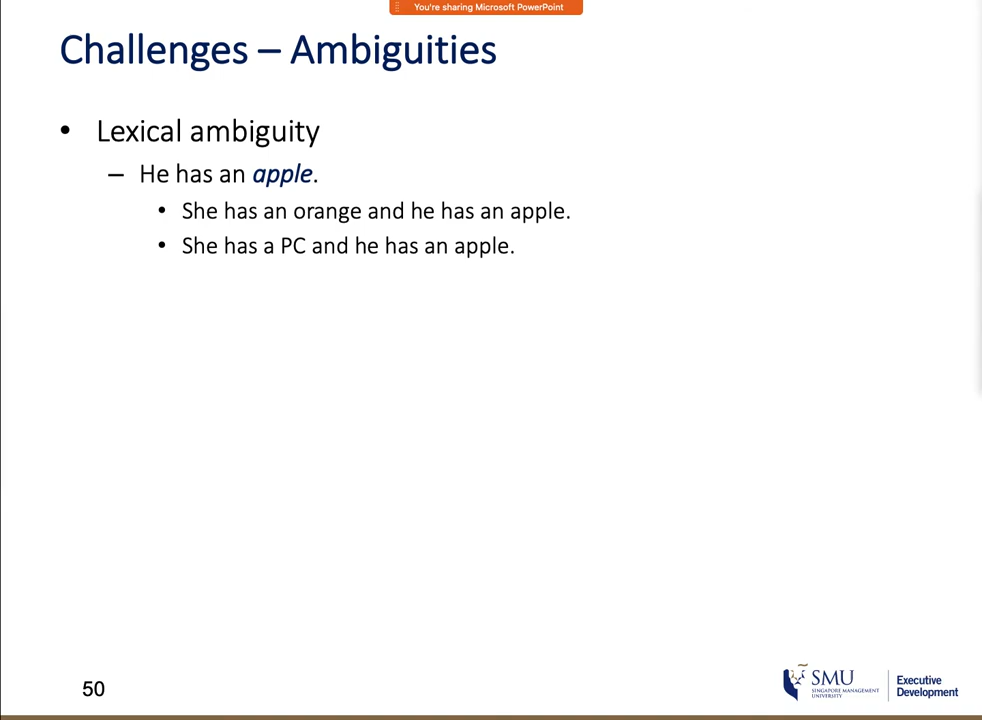 You're sharing Microsoft PowerPoint
Challenges – Ambiguities
• Lexical ambiguity
– He has an apple.
• She has an orange and he has an apple.
• She has a PC and he has an apple.
50
SMU
SINGAPORE MANAGEMENT
UNIVERSITY
Executive
Development